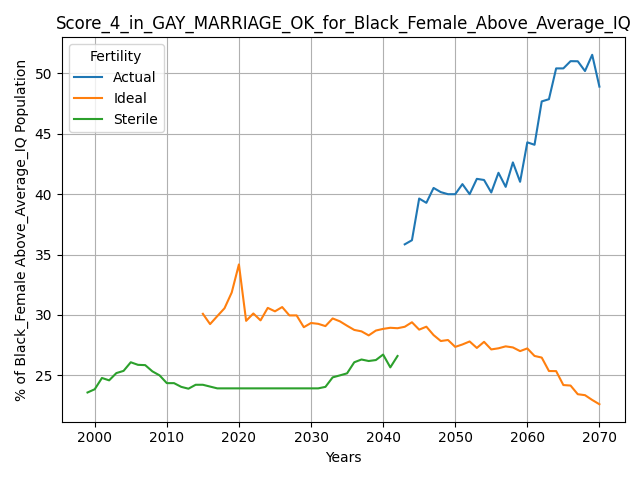 Score_4_in_GAY_MARRIAGE_OK_for_Black_Female_Above_Average_IQ
% of Black_Female Above_Average_IQ Population
Fertility
Actual
Ideal
Sterile
50
45
40
35
30
25
2000
2010
2020
2030
2040
2050
2060
2070
Years